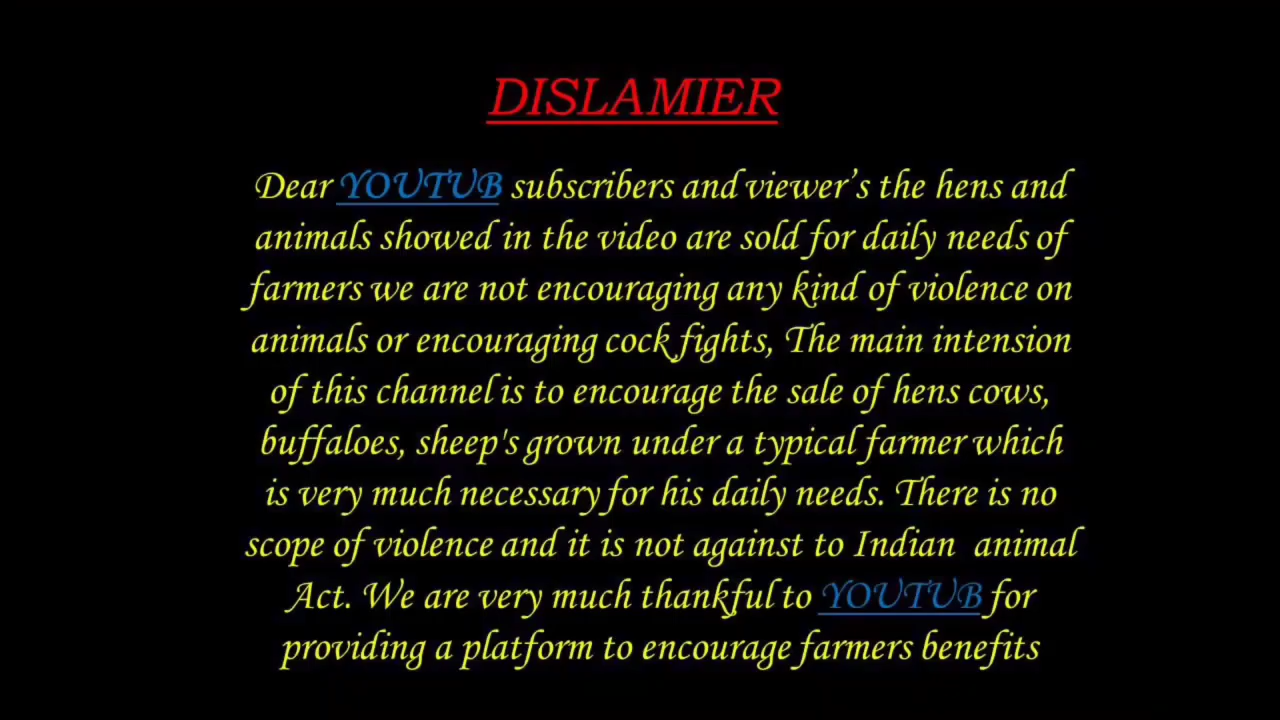 DISLAMIER
Dear YOUTUB subscribers and viewer’s the hens and
animals showed in the video are sold for daily needs of
farmers we are not encouraging any kind of violence on
animals or encouraging cock fights, The main intension
of this channel is to encourage the sale of hens cows,
buffaloes, sheep's grown under a typical farmer which
is very much necessary for his daily needs. There is no
scope of violence and it is not against to Indian  animal
Act. We are very much thankful to YOUTUB for
providing a platform to encourage farmers benefits